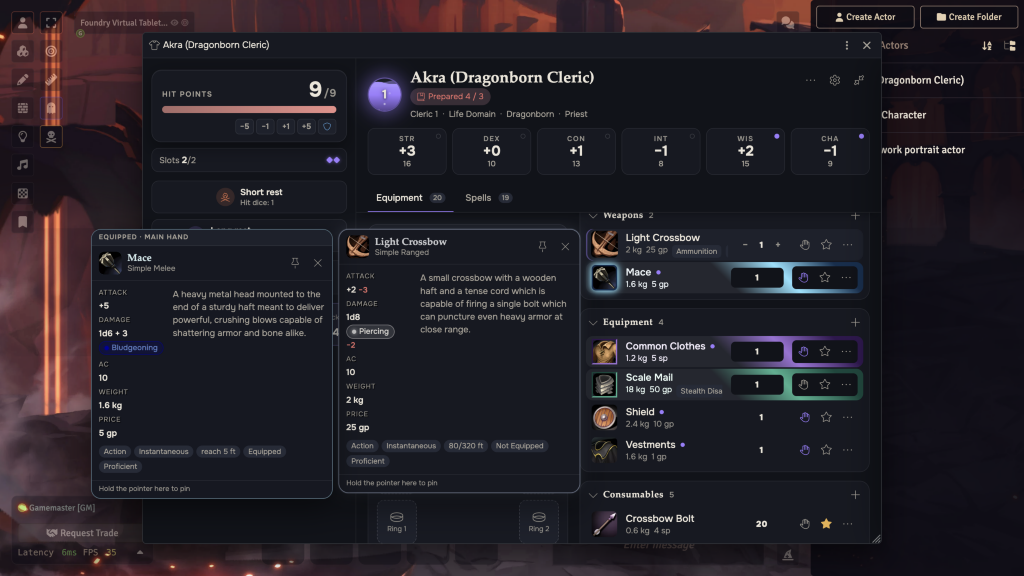 Foundry Virtual Tablet...
G
Create Actor
Create Folder
Actors
Dragonborn Cleric)
Character
work portrait actor
Akra (Dragonborn Cleric)
HIT POINTS
9/9
−5
−1
+1
+5
Slots 2/2
Short rest
Hit dice: 1
1
Akra (Dragonborn Cleric)
Prepared 4 / 3
Cleric 1 · Life Domain · Dragonborn · Priest
STR
+3
16
DEX
+0
10
CON
+1
13
INT
−1
8
WIS
+2
15
CHA
−1
9
Equipment 20
Spells 19
EQUIPPED · MAIN HAND
Mace
Simple Melee
ATTACK
+5
DAMAGE
1d6 + 3
Bludgeoning
AC
10
WEIGHT
1.6 kg
PRICE
5 gp
A heavy metal head mounted to the
end of a sturdy haft meant to deliver
powerful, crushing blows capable of
shattering armor and bone alike.
Action
Instantaneous
reach 5 ft
Equipped
Proficient
Hold the pointer here to pin
Light Crossbow
Simple Ranged
ATTACK
+2 −3
DAMAGE
1d8
Piercing
−2
AC
10
WEIGHT
2 kg
PRICE
25 gp
A small crossbow with a wooden
haft and a tense cord which is
capable of firing a single bolt which
can puncture even heavy armor at
close range.
Action
Instantaneous
80/320 ft
Not Equipped
Proficient
Hold the pointer here to pin
Weapons 2
Light Crossbow
2 kg 25 gp
Ammunition
− 1 +
Mace
1.6 kg 5 gp
1
Equipment 4
Common Clothes
1.2 kg 5 sp
1
Scale Mail
18 kg 50 gp
Stealth Disa
1
Shield
2.4 kg 10 gp
1
Vestments
1.6 kg 1 gp
1
Consumables 5
Crossbow Bolt
0.6 kg 4 sp
20
Ring 1
Ring 2
Gamemaster [GM]
Request Trade
Latency 6ms FPS 35
Enter message